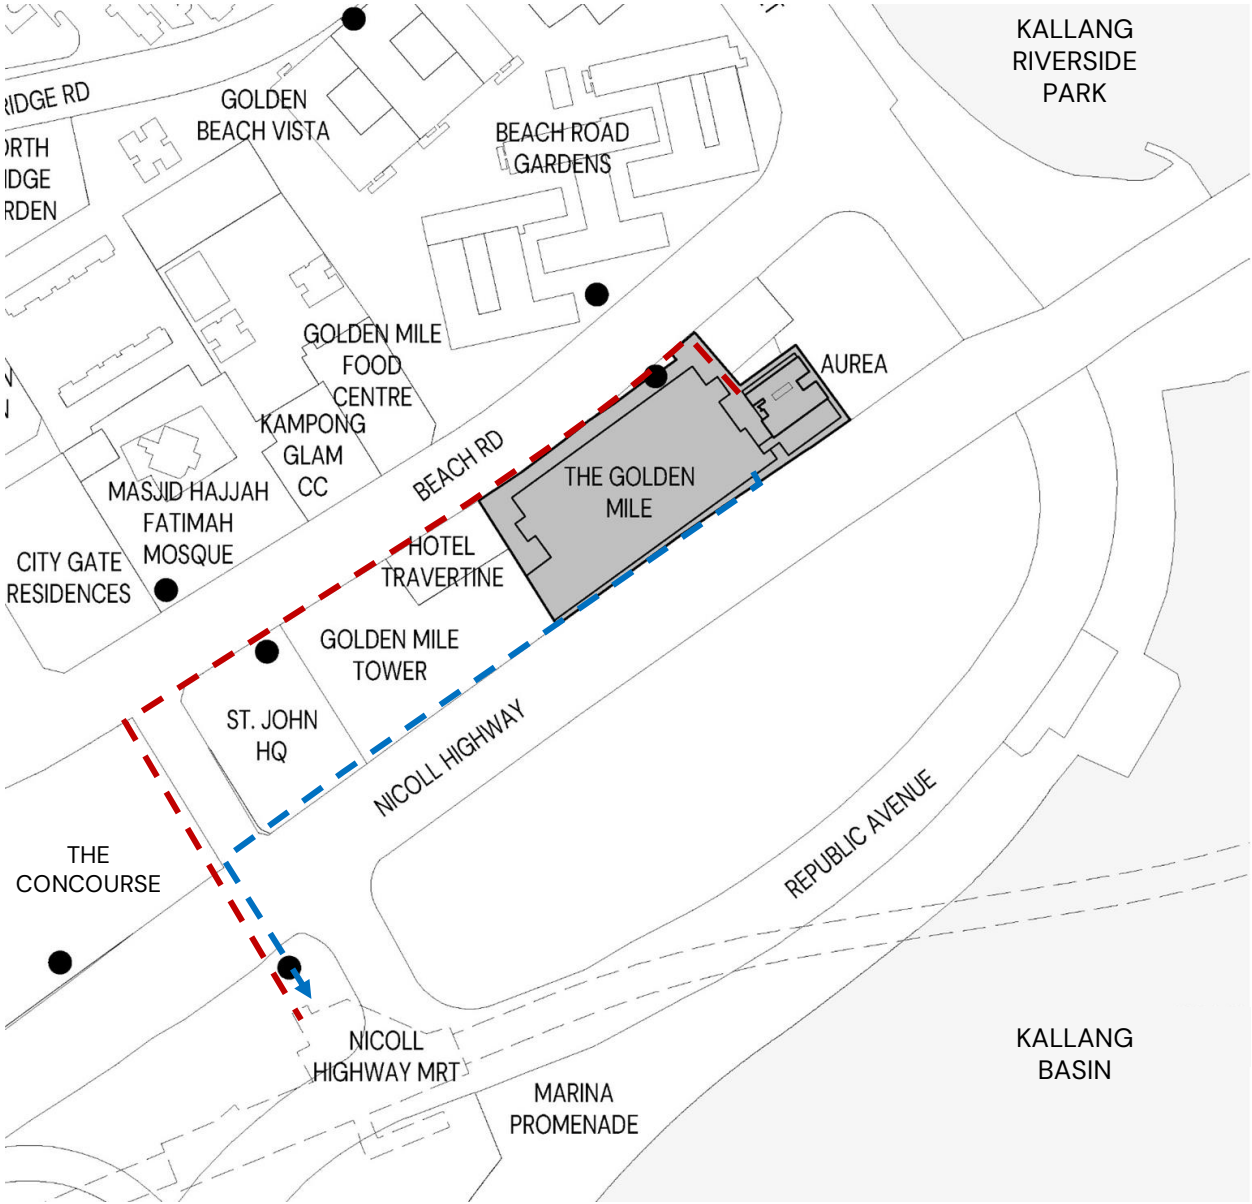 KALLANG
RIVERSIDE
PARK
RIDGE RD
GOLDEN
BEACH VISTA
BEACH ROAD
GARDENS
ORTH
IDGE
RDEN
GOLDEN MILE
FOOD
CENTRE
AUREA
KAMPONG
GLAM
CC
BEACH RD
THE GOLDEN
MILE
MASJID HAJJAH
FATIMAH
MOSQUE
HOTEL
TRAVERTINE
CITY GATE
RESIDENCES
GOLDEN MILE
TOWER
ST. JOHN
HQ
NICOLL HIGHWAY
REPUBLIC AVENUE
THE
CONCOURSE
NICOLL
HIGHWAY MRT
KALLANG
BASIN
MARINA
PROMENADE